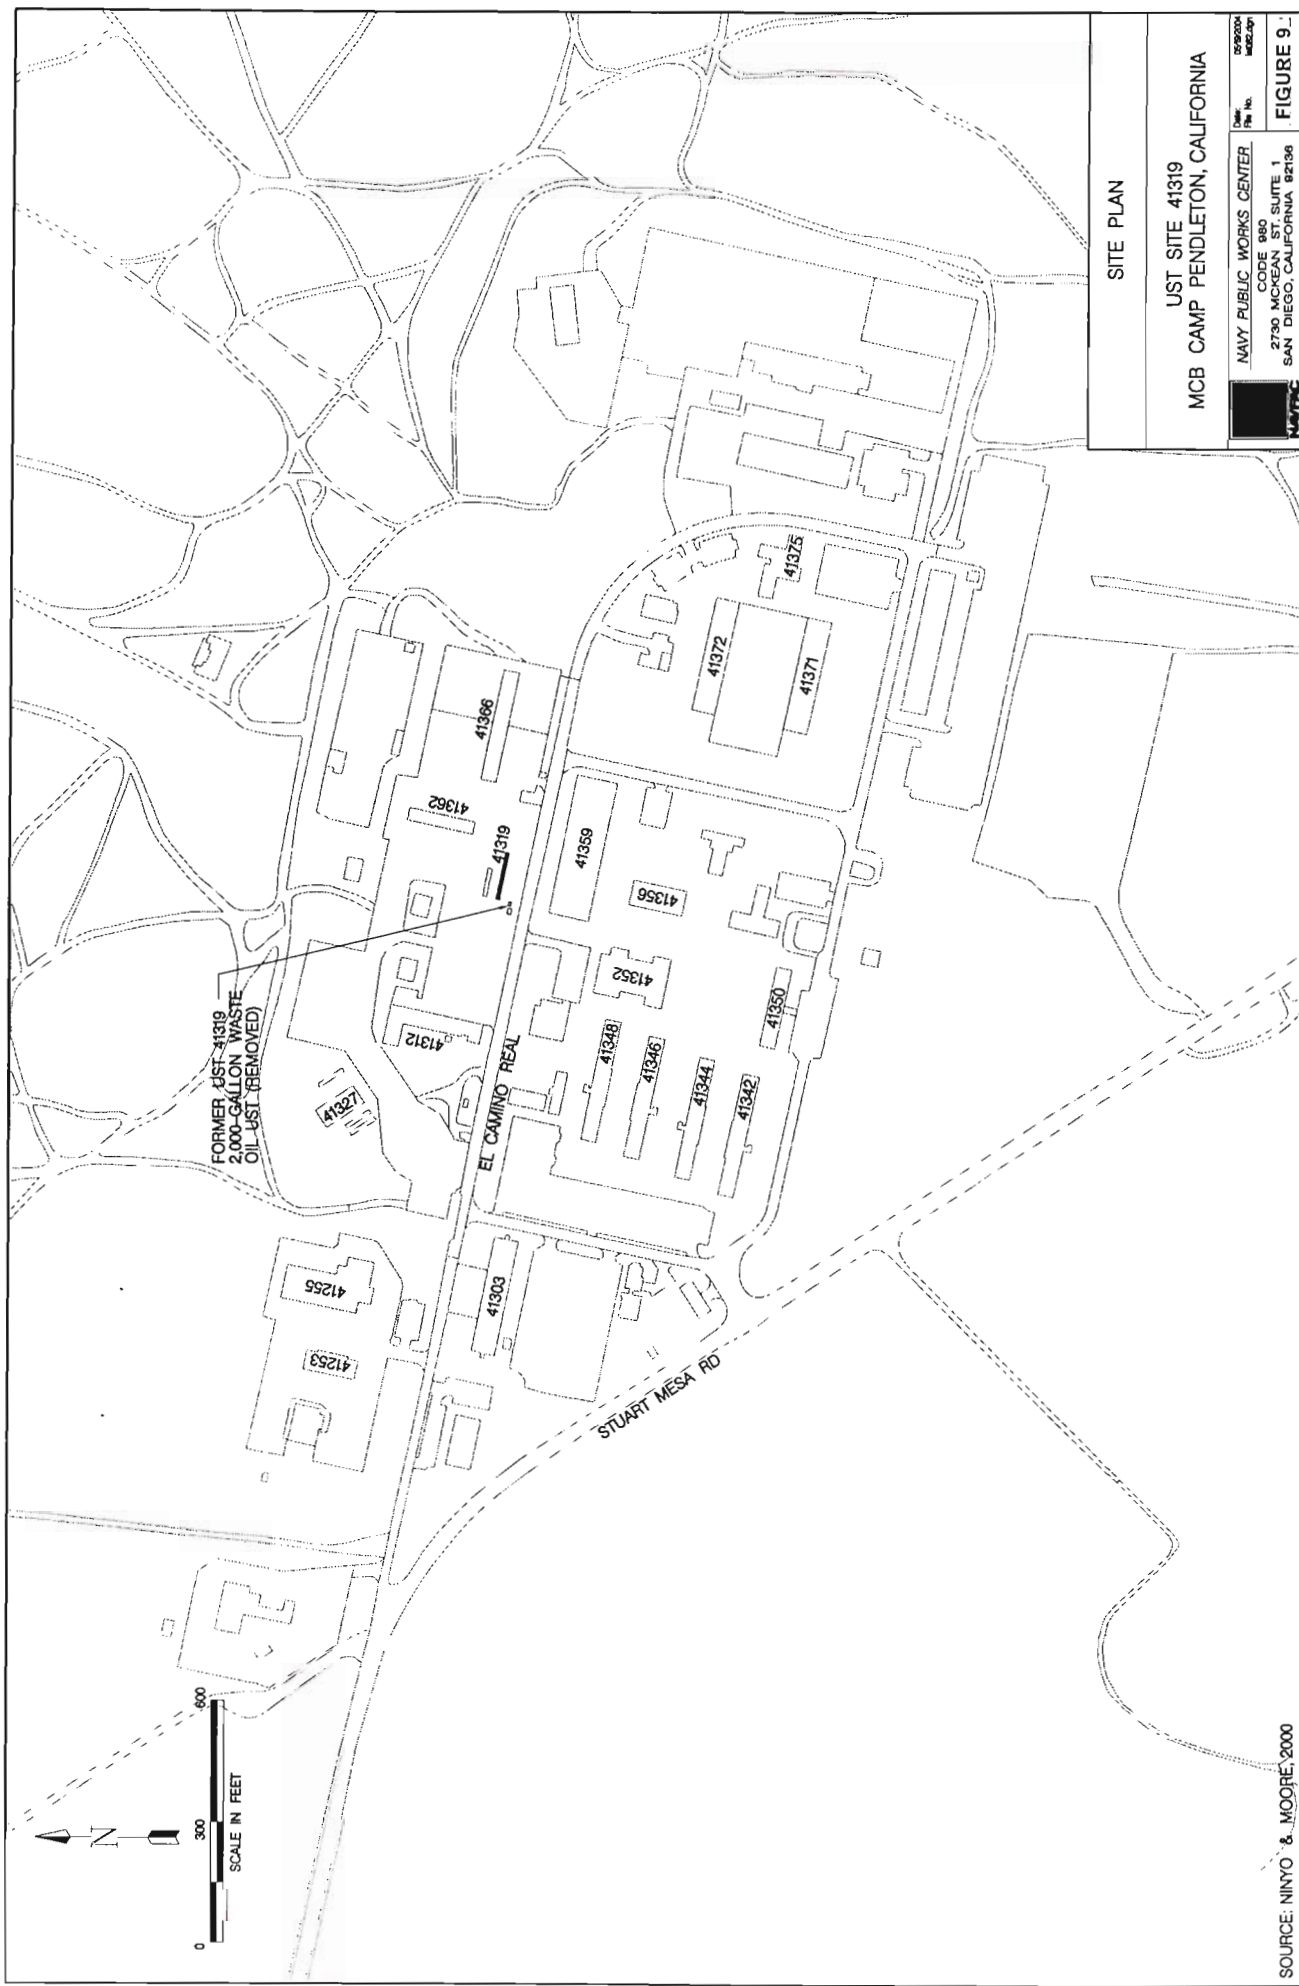 FORMER UST 41319
2,000-GALLON WASTE
OIL UST (REMOVED)
41327
41312
41319
41362
41366
41255
41253
41303
EL CAMINO REAL
41359
41356
41352
41348
41346
41344
41342
41350
41372
41371
41375
STUART MESA RD
N
0 300 600
SCALE IN FEET
SOURCE: NINYO & MOORE, 2000
SITE PLAN
UST SITE 41319
MCB CAMP PENDLETON, CALIFORNIA
NAVY PUBLIC WORKS CENTER
CODE 980
2730 MCKEAN ST. SUITE 1
SAN DIEGO, CALIFORNIA 92136
Date:
File No.
FIGURE 9